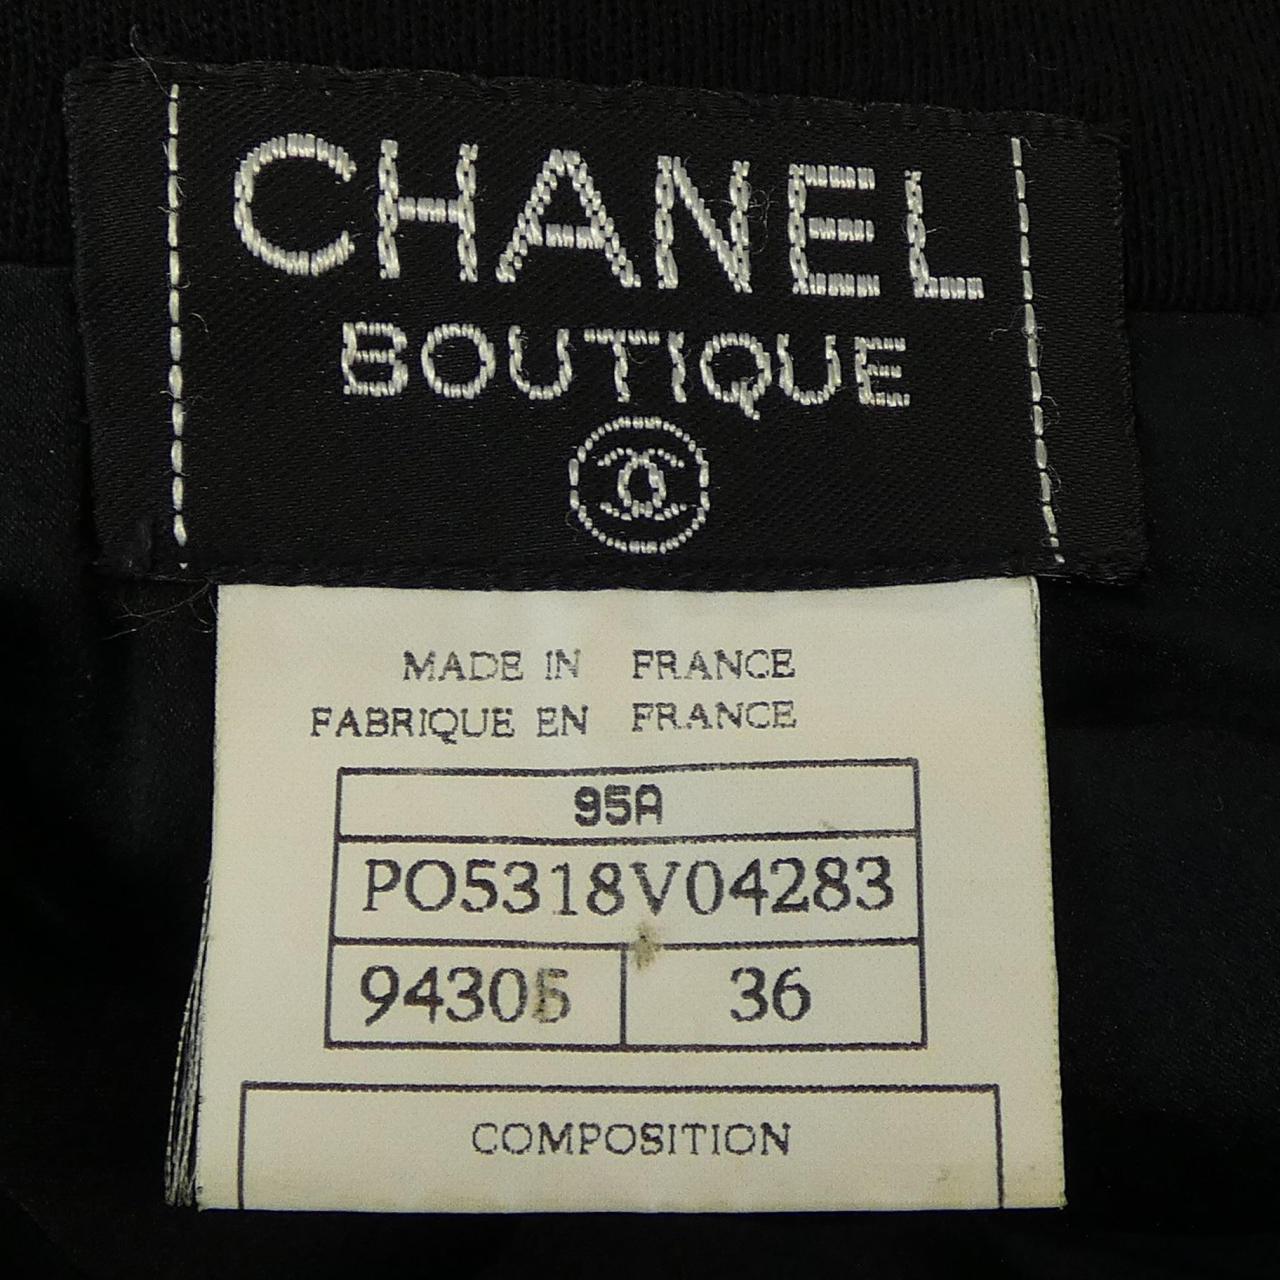 CHANEL
BOUTIQUE
MADE IN FRANCE
FABRIQUE EN FRANCE
95A
PO5318V04283
94305 36
COMPOSITION